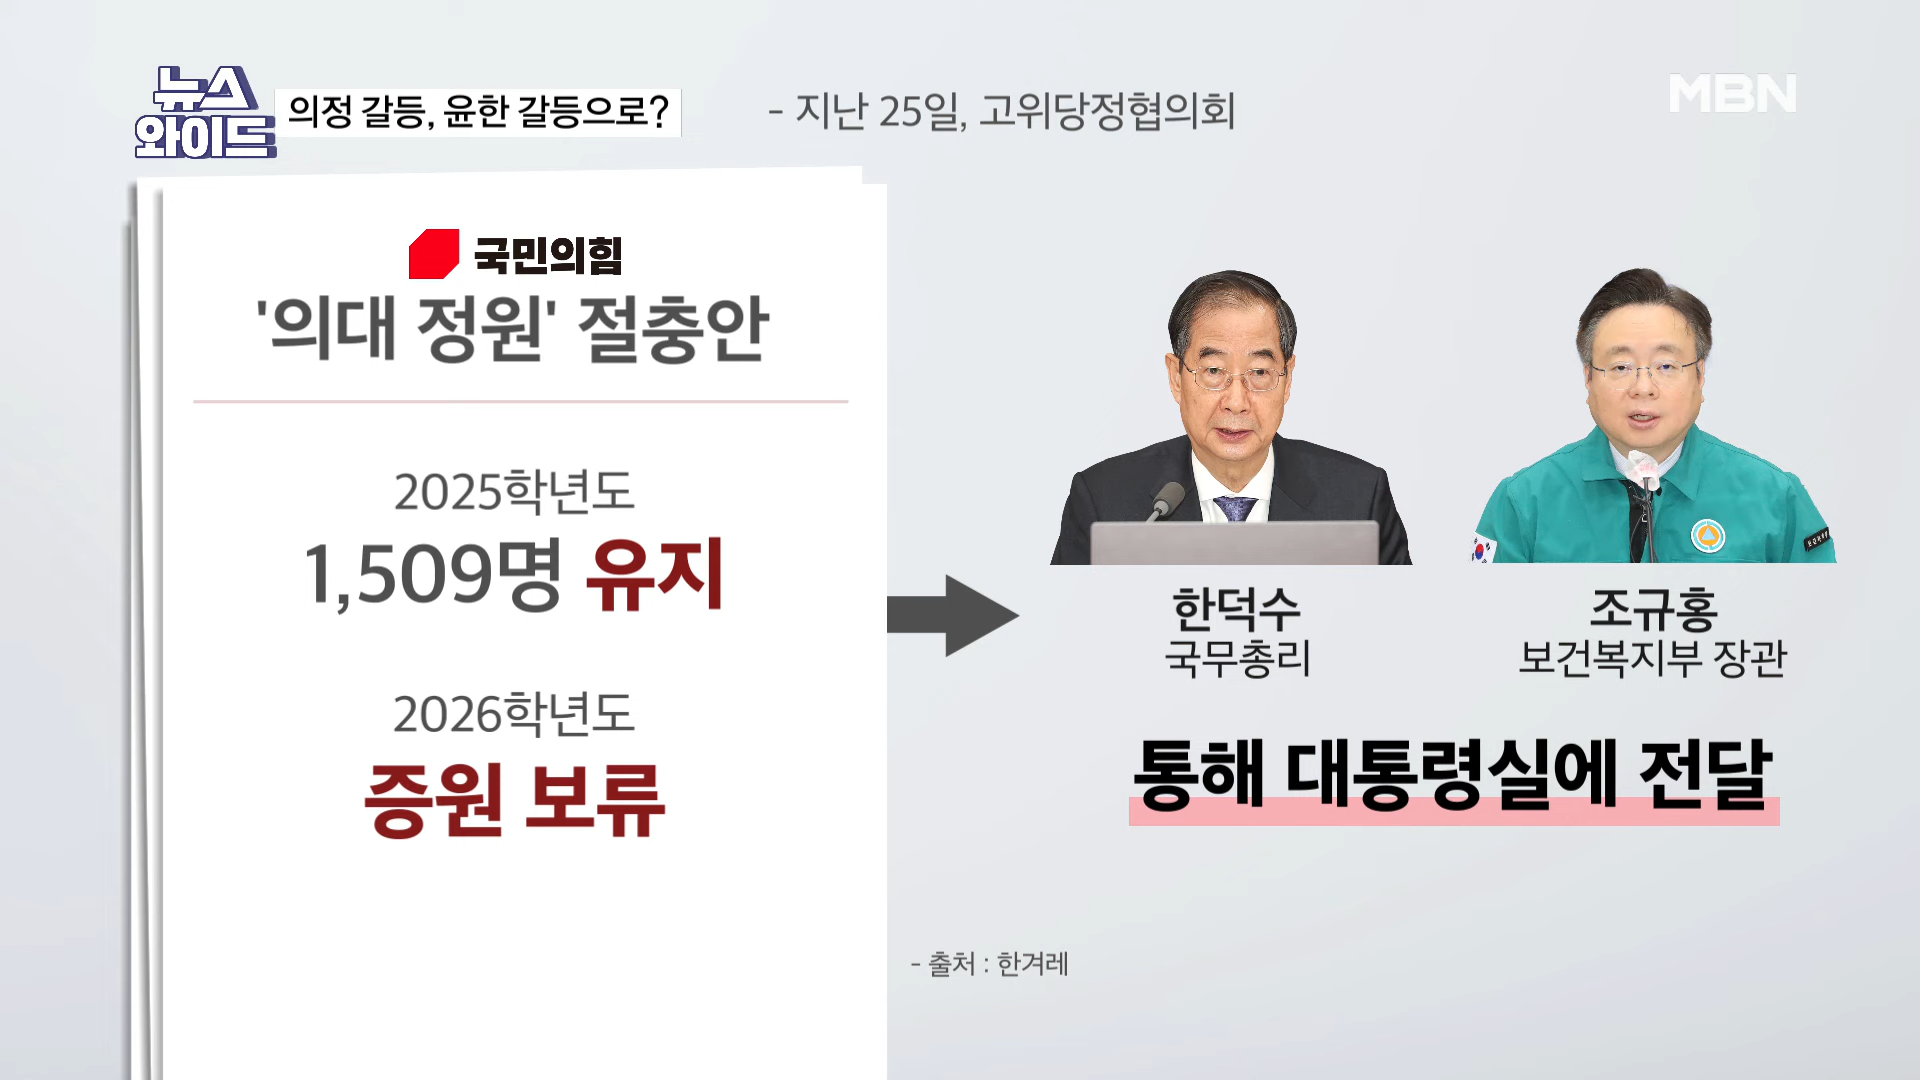 뉴스
와이드
의정 갈등, 윤한 갈등으로?
- 지난 25일, 고위당정협의회
MBN
국민의힘
'의대 정원' 절충안
2025학년도
1,509명 유지
2026학년도
증원 보류
한덕수
국무총리
조규홍
보건복지부 장관
통해 대통령실에 전달
- 출처 : 한겨레